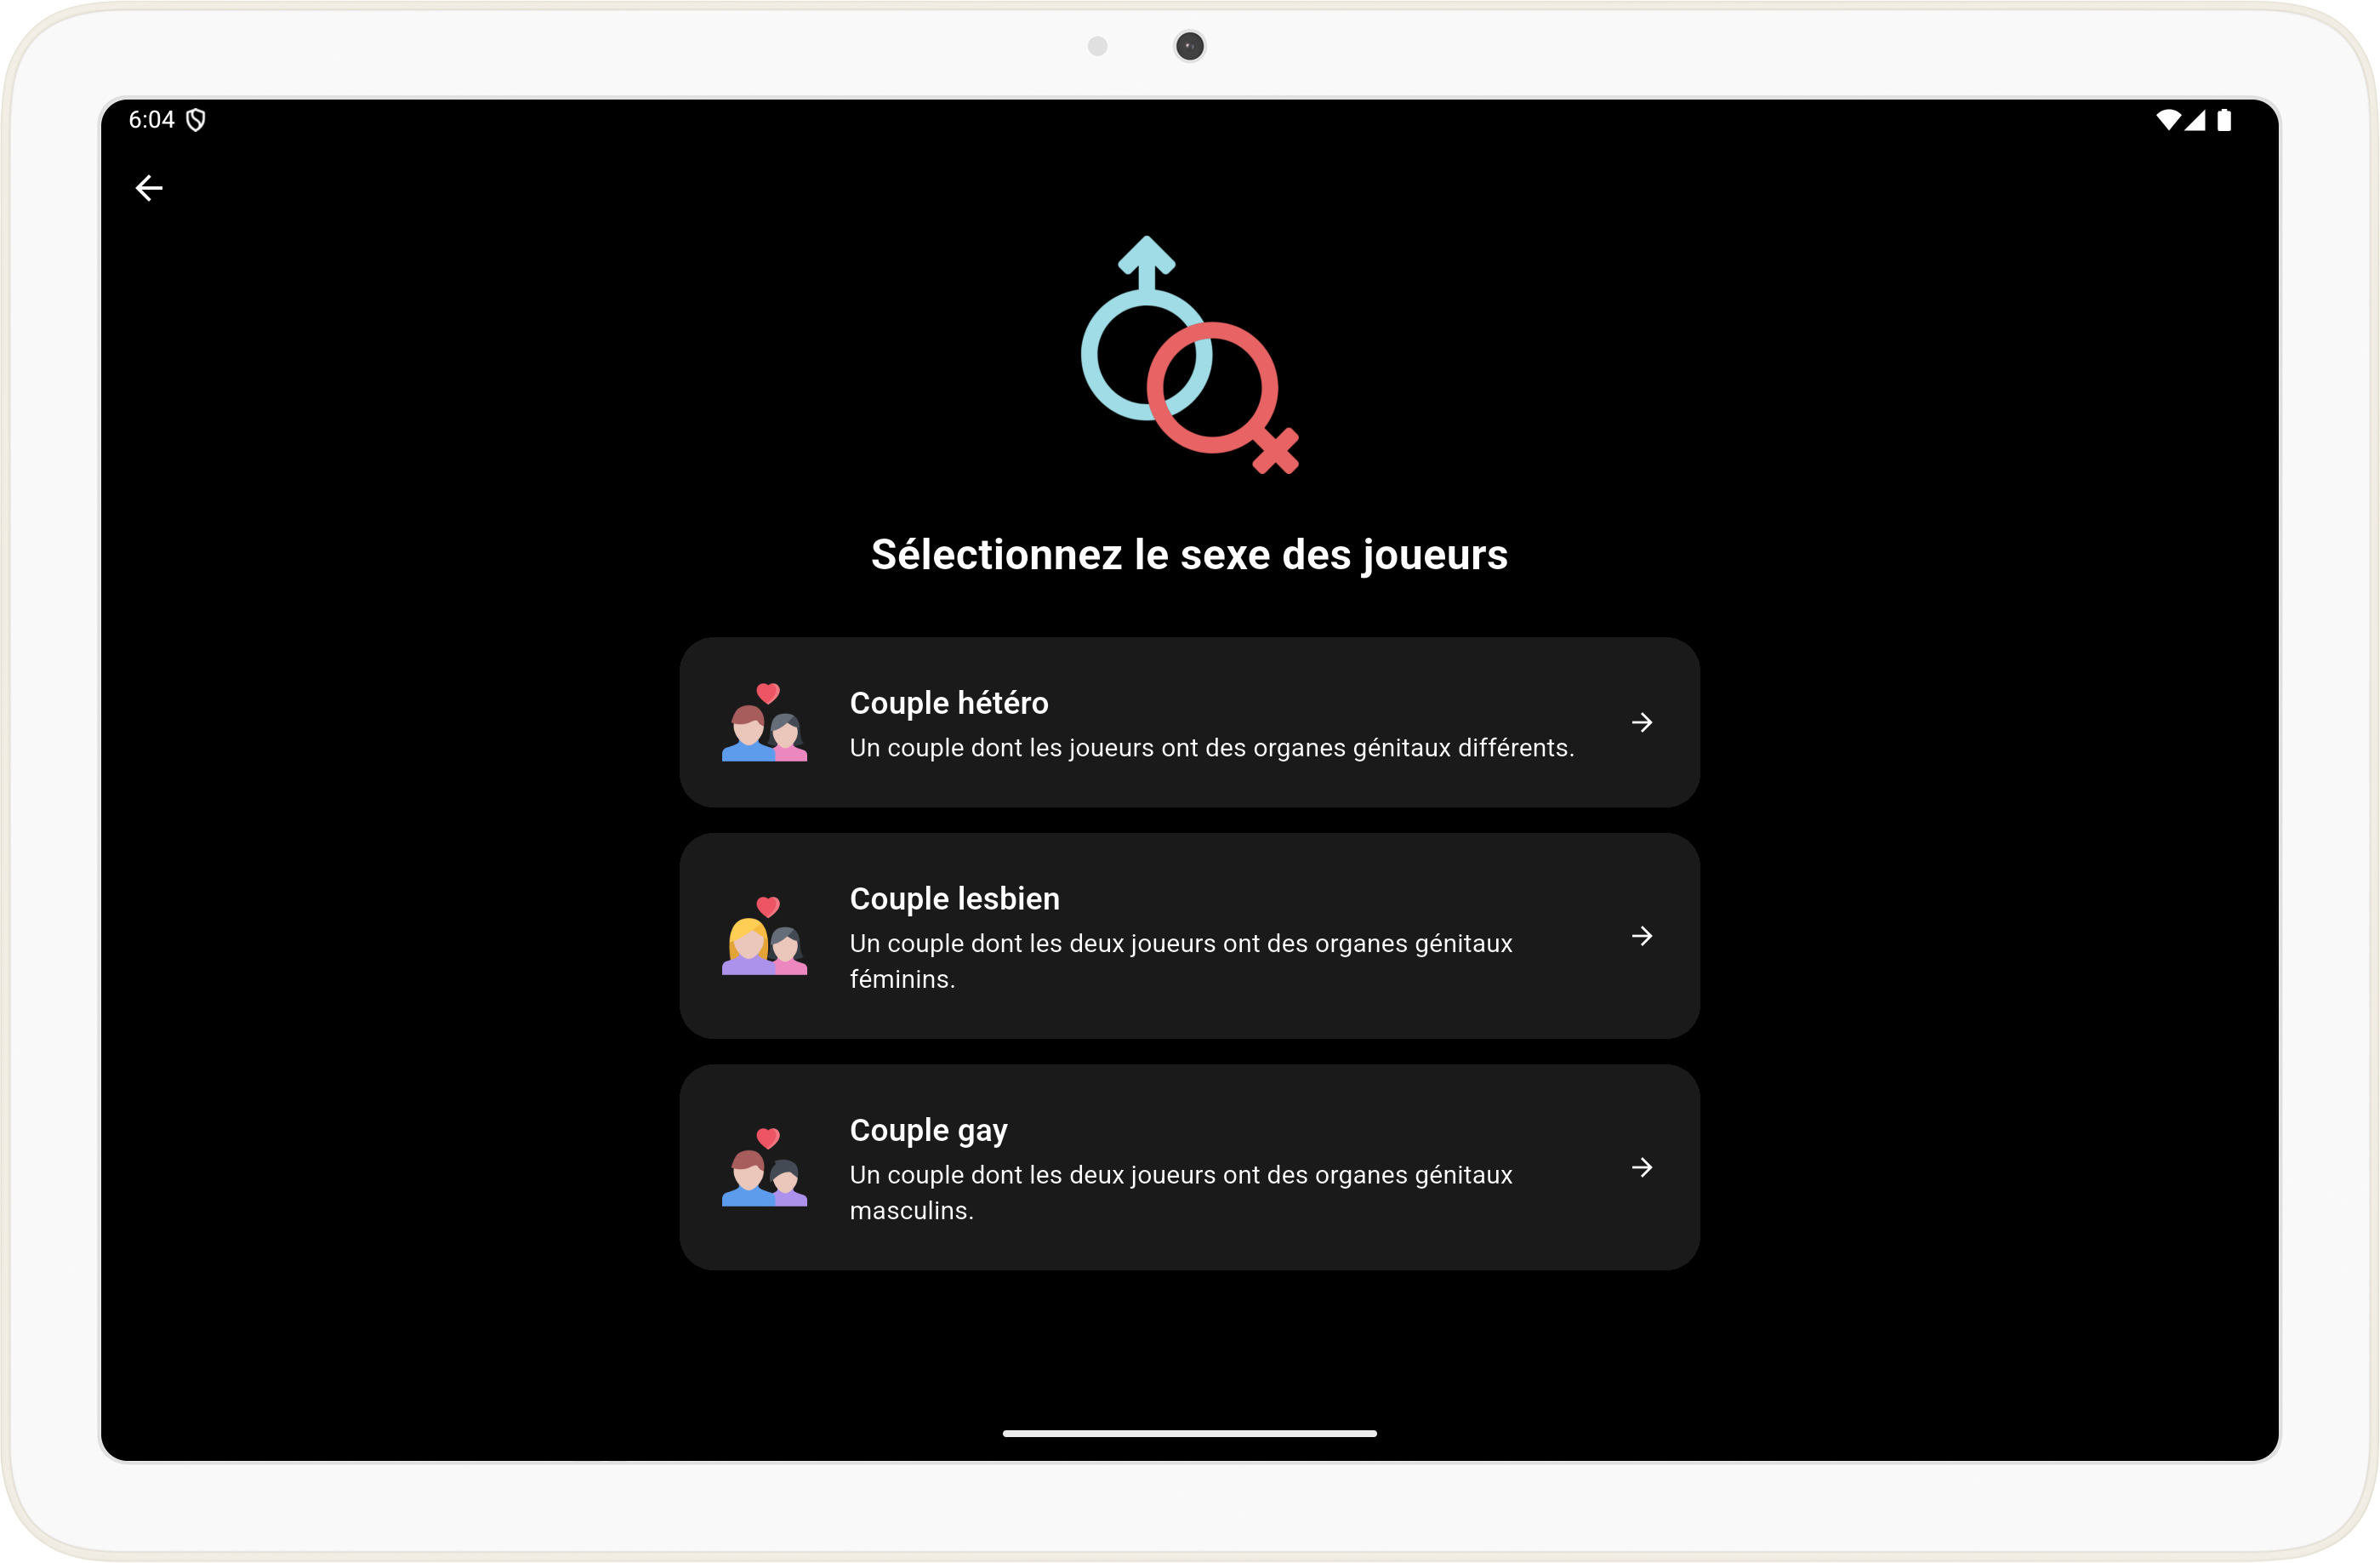 6:04
Sélectionnez le sexe des joueurs
Couple hétéro
Un couple dont les joueurs ont des organes génitaux différents.
Couple lesbien
Un couple dont les deux joueurs ont des organes génitaux
féminins.
Couple gay
Un couple dont les deux joueurs ont des organes génitaux
masculins.